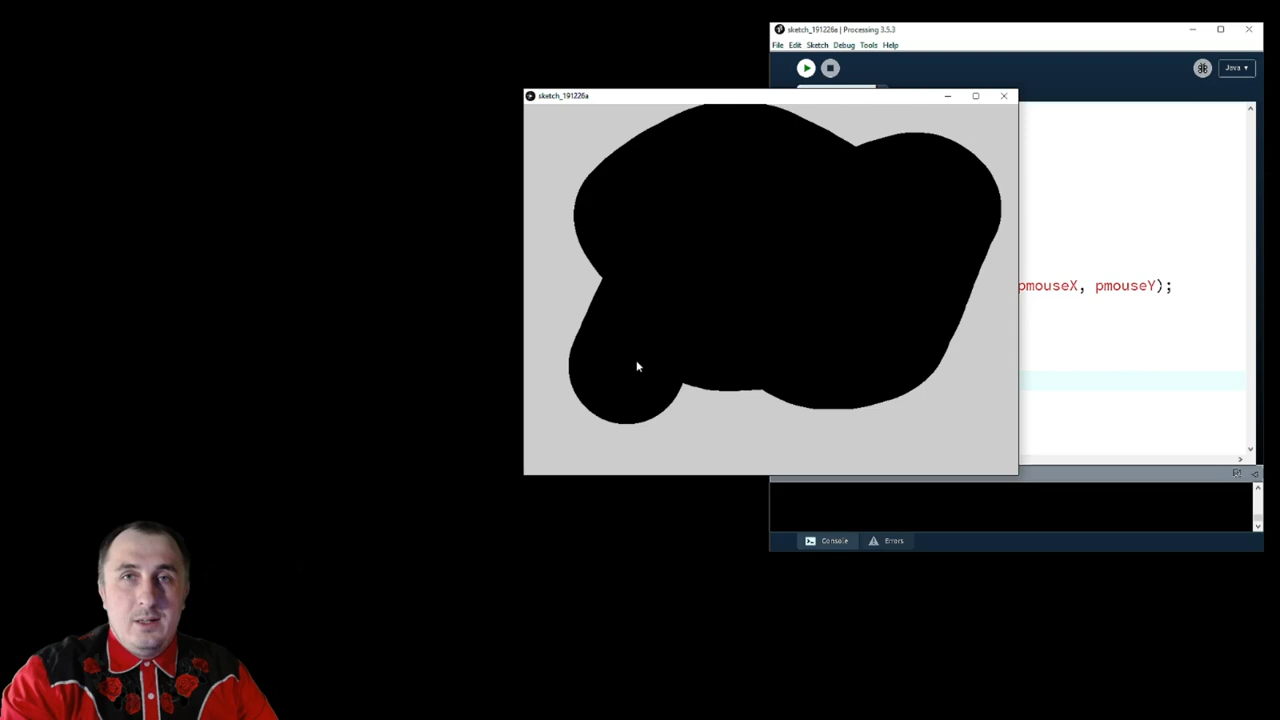 sketch_191226a | Processing 3.5.3
File Edit Sketch Debug Tools Help
Java
sketch_191226a
pmouseX, pmouseY);
Console Errors